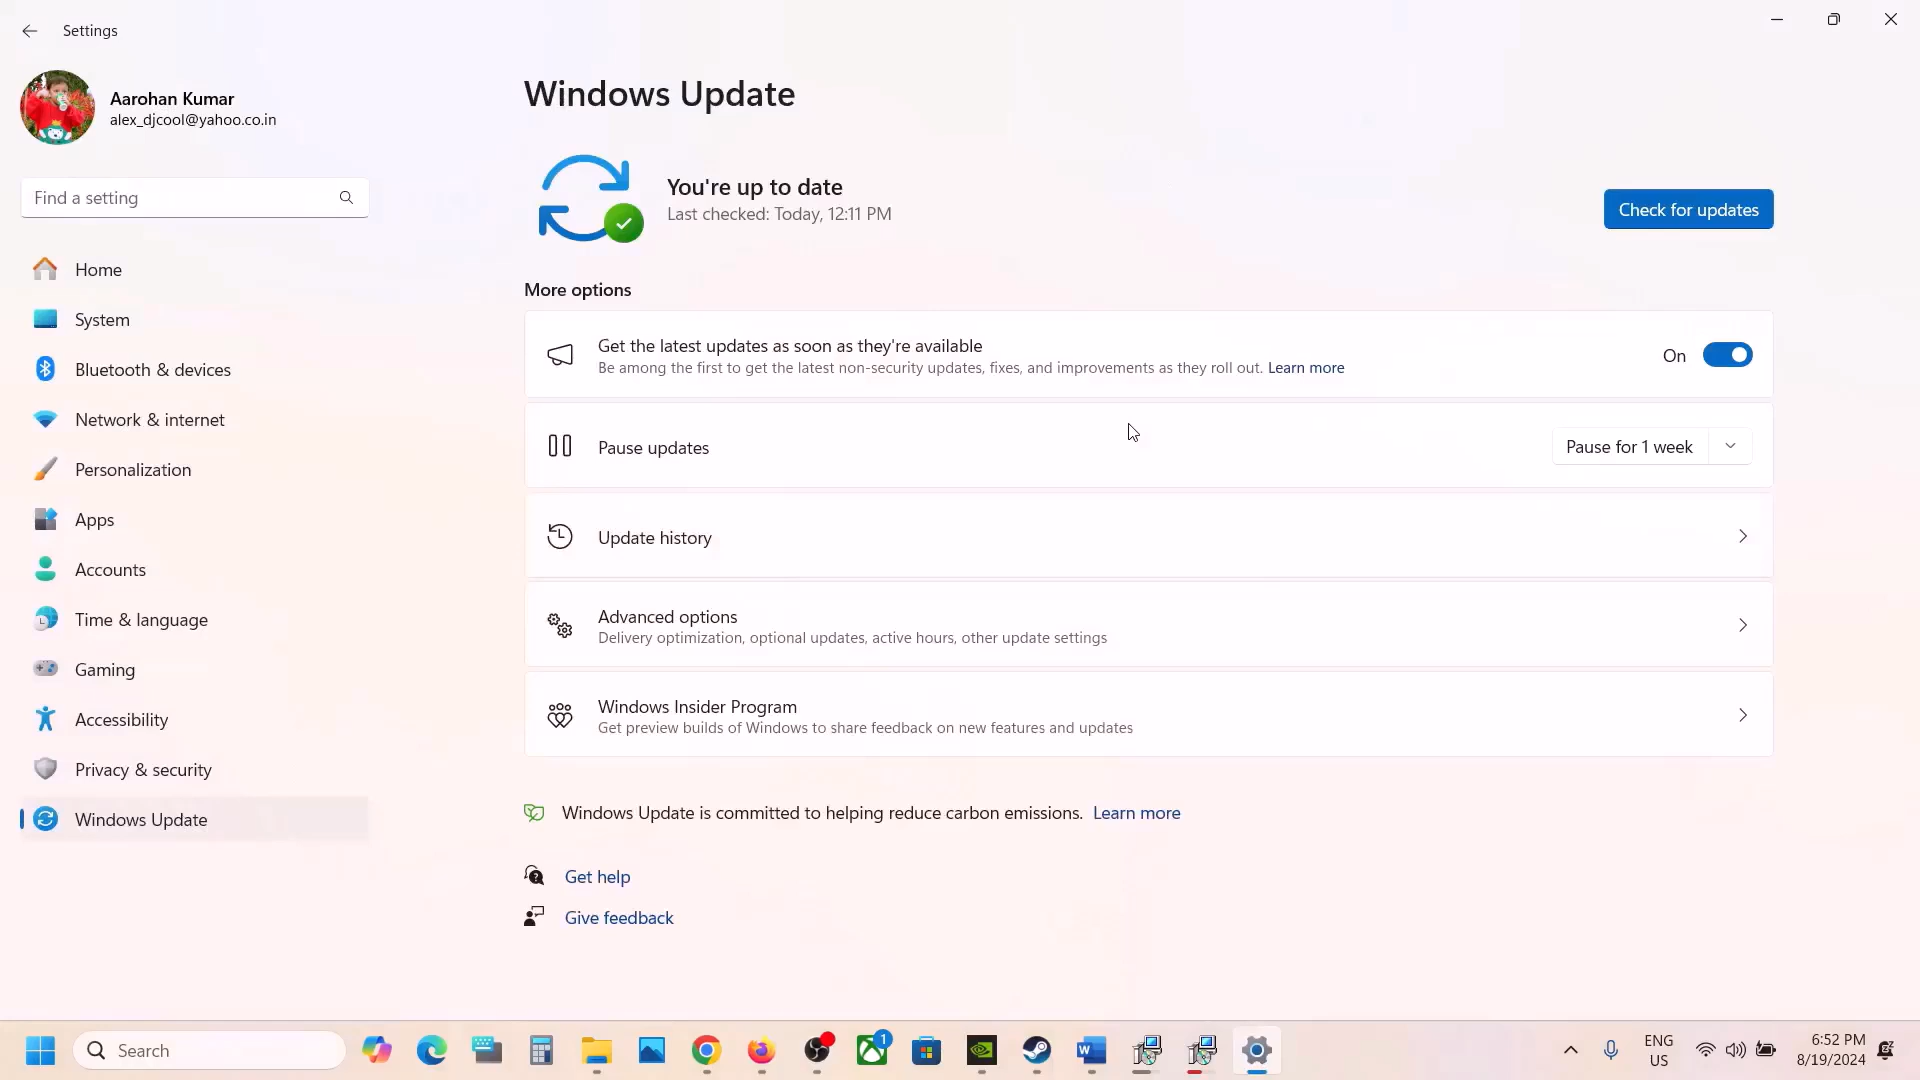 Settings
Aarohan Kumar
alex_djcool@yahoo.co.in
Find a setting
Home
System
Bluetooth & devices
Network & internet
Personalization
Apps
Accounts
Time & language
Gaming
Accessibility
Privacy & security
Windows Update
Windows Update
You're up to date
Last checked: Today, 12:11 PM
Check for updates
More options
Get the latest updates as soon as they're available
Be among the first to get the latest non-security updates, fixes, and improvements as they roll out. Learn more
On
Pause updates
Pause for 1 week
Update history
Advanced options
Delivery optimization, optional updates, active hours, other update settings
Windows Insider Program
Get preview builds of Windows to share feedback on new features and updates
Windows Update is committed to helping reduce carbon emissions. Learn more
Get help
Give feedback
Search
1
ENG
US
6:52 PM
8/19/2024